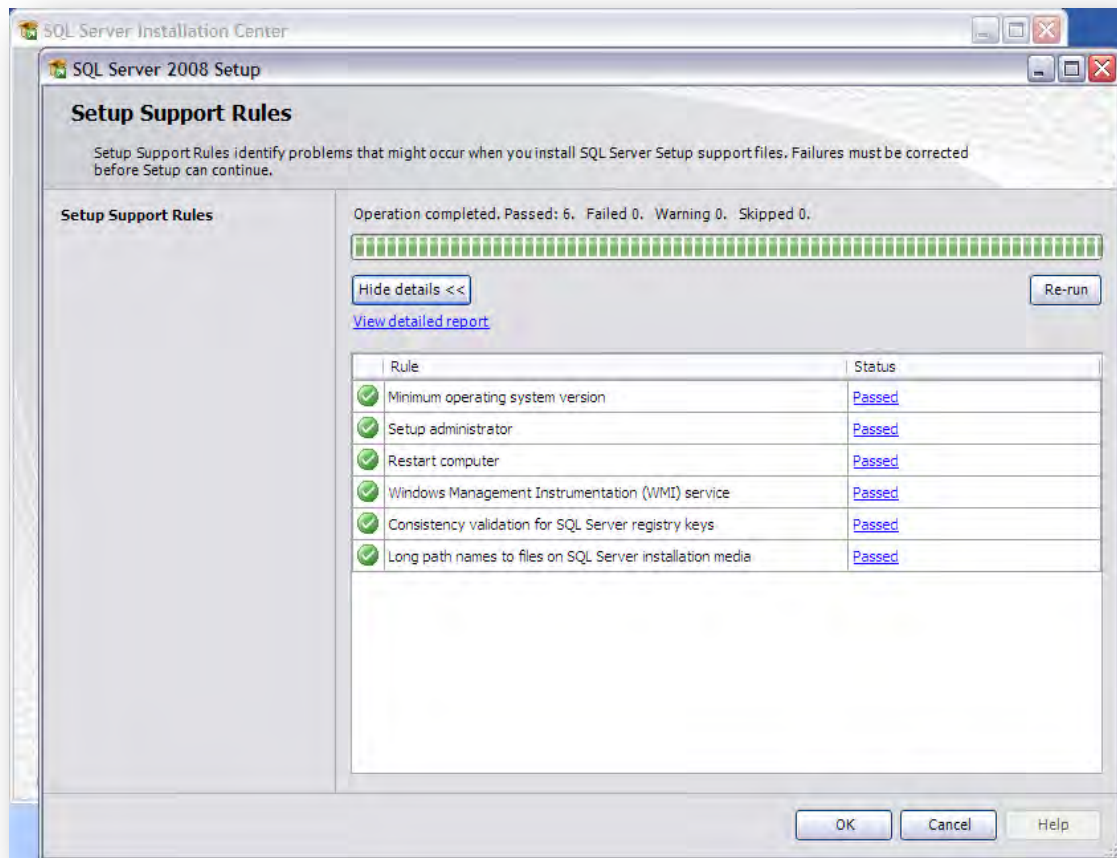 SQL Server Installation Center
SQL Server 2008 Setup
Setup Support Rules
Setup Support Rules identify problems that might occur when you install SQL Server Setup support files. Failures must be corrected
before Setup can continue.
Setup Support Rules
Operation completed. Passed: 6. Failed 0. Warning 0. Skipped 0.
Hide details <<
Re-run
View detailed report
Rule Status
Minimum operating system version Passed
Setup administrator Passed
Restart computer Passed
Windows Management Instrumentation (WMI) service Passed
Consistency validation for SQL Server registry keys Passed
Long path names to files on SQL Server installation media Passed
OK Cancel Help